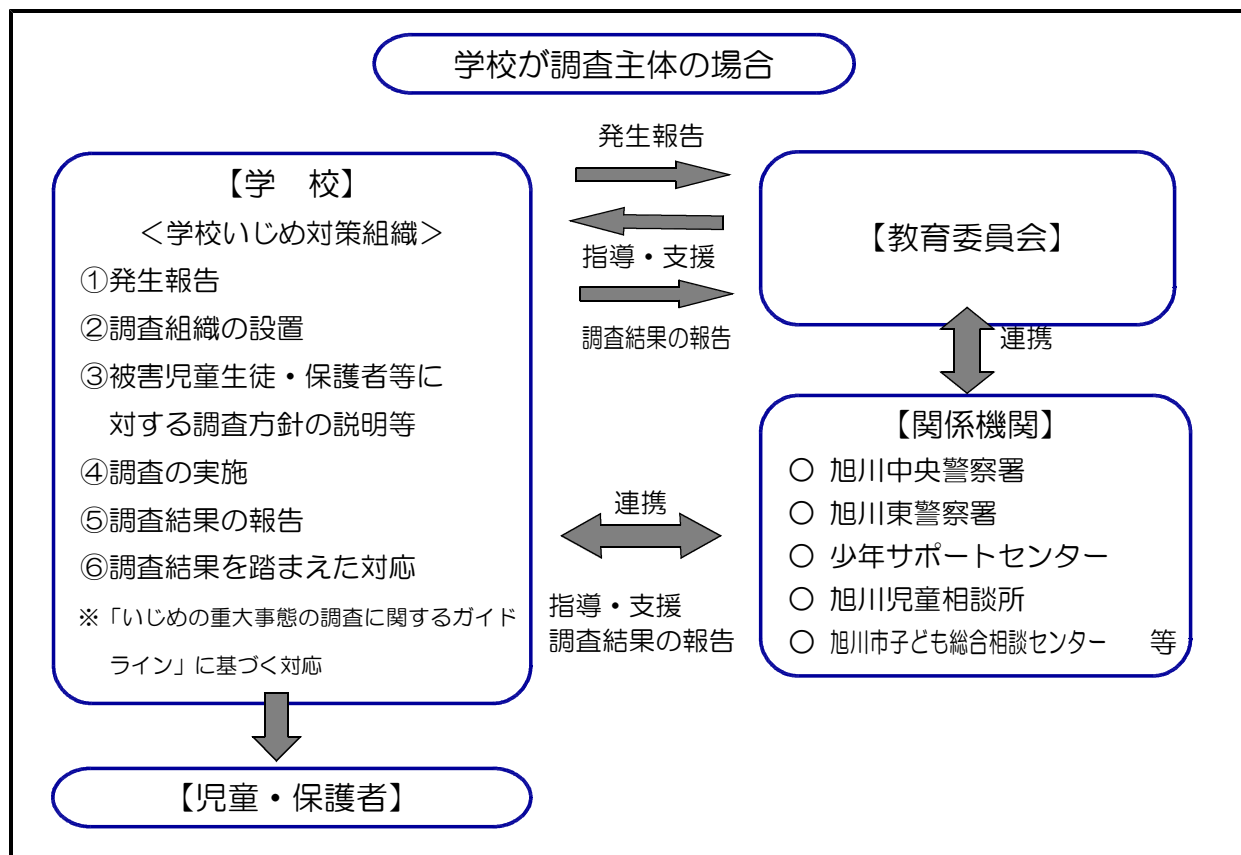 学校が調査主体の場合
【学　校】
＜学校いじめ対策組織＞
①発生報告
②調査組織の設置
③被害児童生徒・保護者等に
対する調査方針の説明等
④調査の実施
⑤調査結果の報告
⑥調査結果を踏まえた対応
※「いじめの重大事態の調査に関するガイド
ライン」に基づく対応
発生報告
指導・支援
調査結果の報告
【教育委員会】
連携
連携
指導・支援
調査結果の報告
【関係機関】
○ 旭川中央警察署
○ 旭川東警察署
○ 少年サポートセンター
○ 旭川児童相談所
○ 旭川市子ども総合相談センター　等
【児童・保護者】